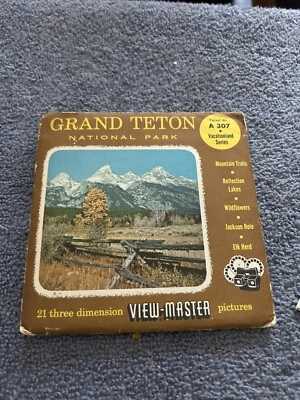 GRAND TETON
NATIONAL PARK
Packet No.
A 307
Vacationland
Series
Mountain Trails
•
Reflection
Lakes
•
Wildflowers
•
Jackson Hole
•
Elk Herd
21 three dimension VIEW-MASTER pictures